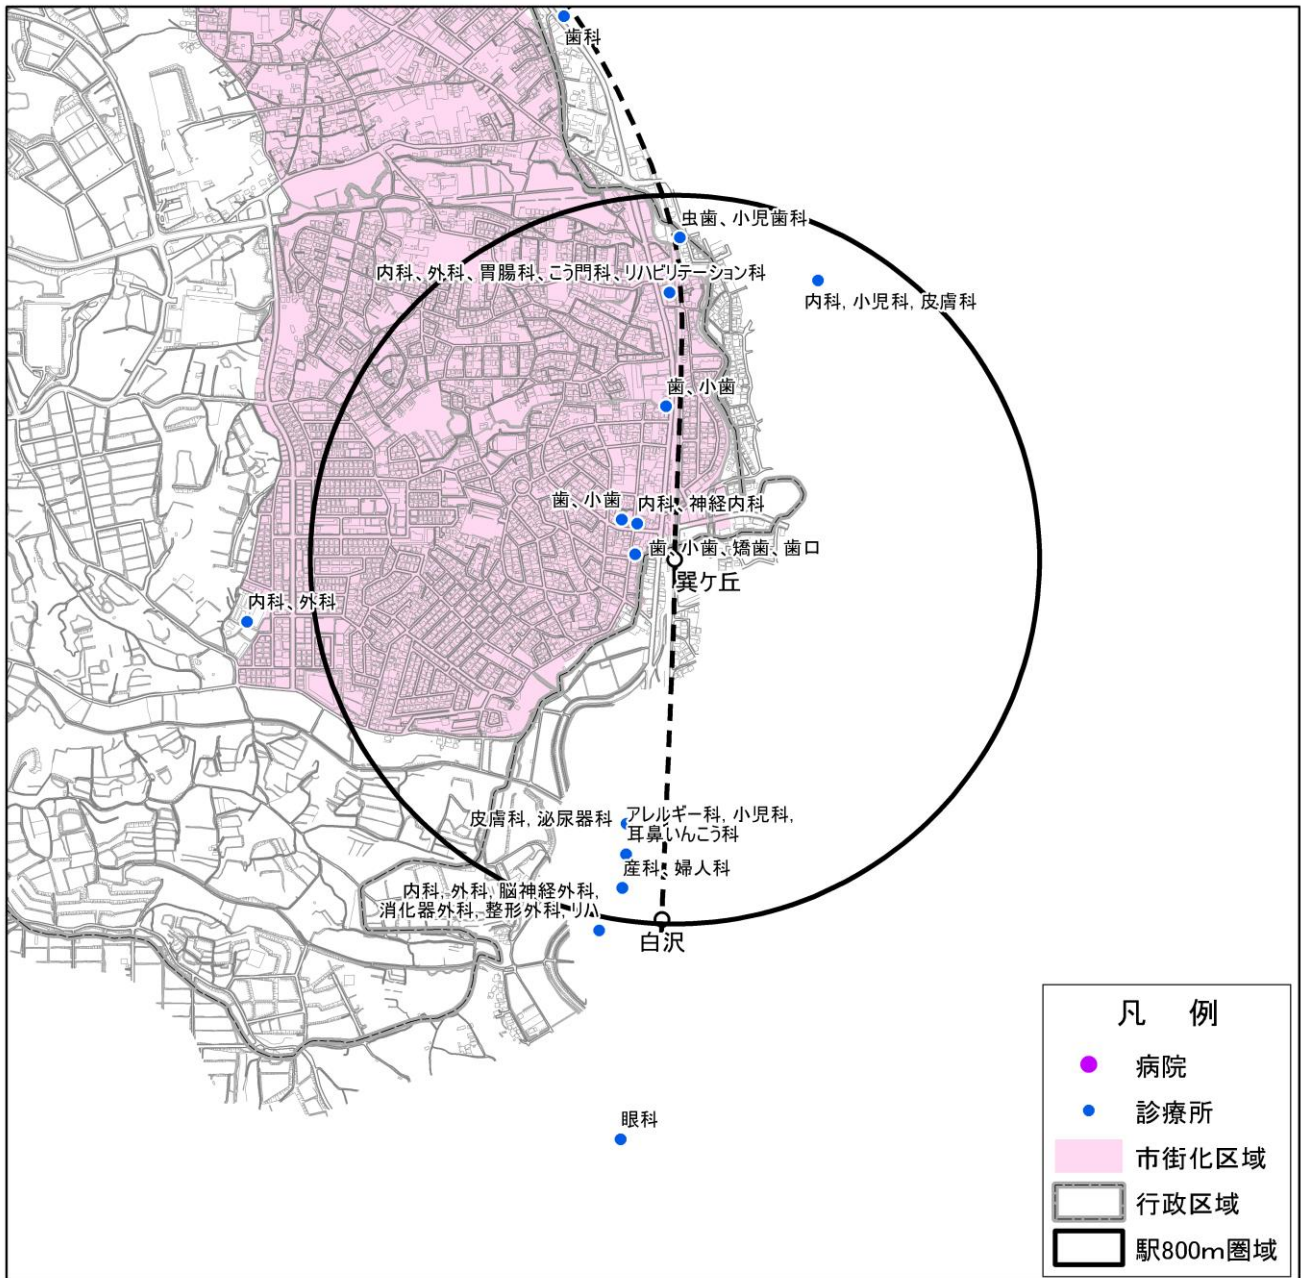 歯科
虫歯、小児歯科
内科、外科、胃腸科、こう門科、リハビリテーション科
内科, 小児科, 皮膚科
歯、小歯
歯、小歯
内科、神経内科
歯、小歯、矯歯、歯口
巽ケ丘
内科、外科
皮膚科, 泌尿器科
アレルギー科, 小児科,
耳鼻いんこう科
産科、婦人科
内科, 外科, 脳神経外科,
消化器外科, 整形外科, リハ
白沢
眼科
凡 例
病院
診療所
市街化区域
行政区域
駅800m圏域